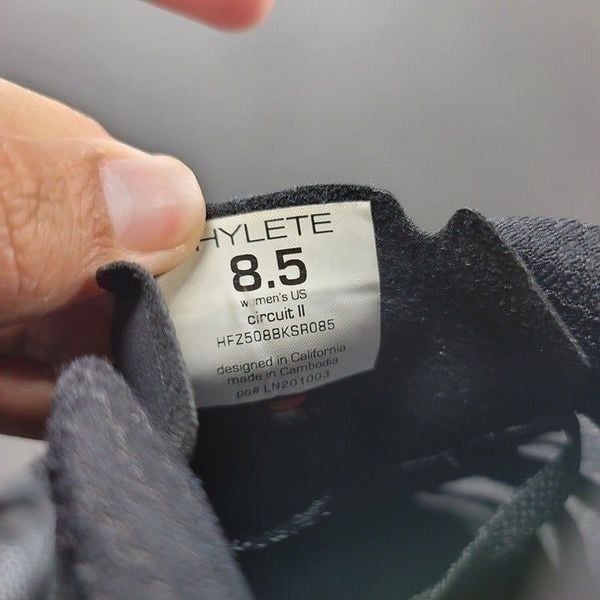 HYLETE
8.5
women's US
circuit II
HFZ508BKSR085
designed in California
made in Cambodia
po# LN201003